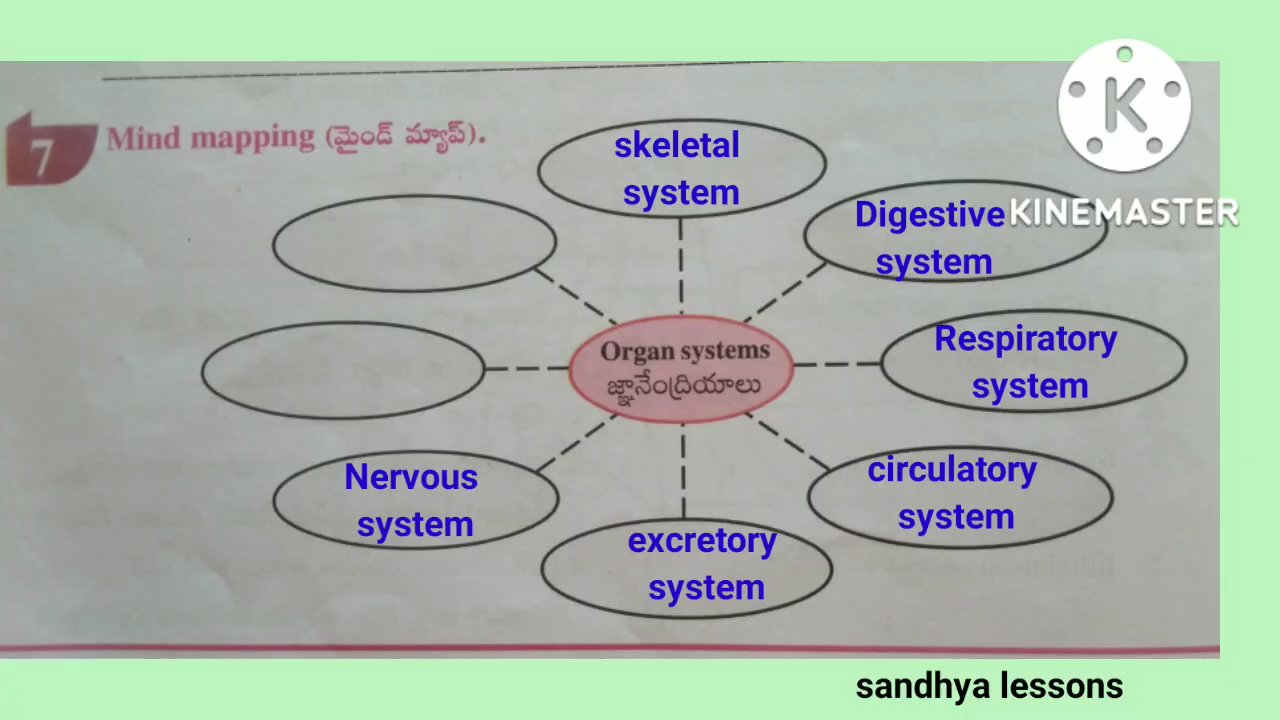 7 Mind mapping (మైండ్ మ్యాప్).
K
KINEMASTER
skeletal
system
Digestive
system
Respiratory
system
Organ systems
జ్ఞానేంద్రియాలు
Nervous
system
circulatory
system
excretory
system
sandhya lessons